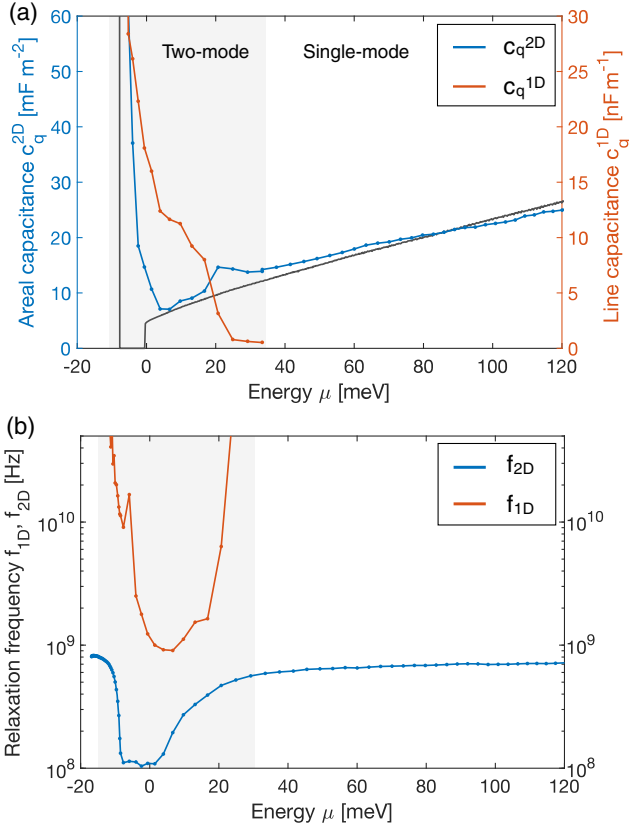 (a)
Two-mode
Single-mode
c_q^2D
c_q^1D
Areal capacitance c_q^2D [mF m^-2]
60
50
40
30
20
10
0
Line capacitance c_q^1D [nF m^-1]
30
25
20
15
10
5
0
-20 0 20 40 60 80 100 120
Energy μ [meV]
(b)
f_2D
f_1D
Relaxation frequency f_1D, f_2D [Hz]
10^10
10^9
10^8
10^10
10^9
10^8
-20 0 20 40 60 80 100 120
Energy μ [meV]